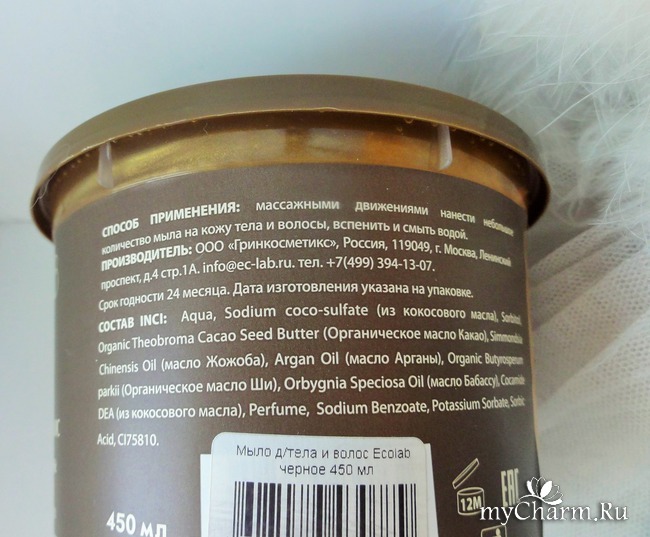 СПОСОБ ПРИМЕНЕНИЯ: массажными движениями нанести небольшое
количество мыла на кожу тела и волосы, вспенить и смыть водой.
ПРОИЗВОДИТЕЛЬ: ООО «Гринкосметикс», Россия, 119049, г. Москва, Ленинский
проспект, д.4 стр.1А. info@ec-lab.ru. тел. +7(499) 394-13-07.
Срок годности 24 месяца. Дата изготовления указана на упаковке.
СОСТАВ INCI: Aqua, Sodium coco-sulfate (из кокосового масла), Sorbitol,
Organic Theobroma Cacao Seed Butter (Органическое масло Какао), Simmondsia
Chinensis Oil (масло Жожоба), Argan Oil (масло Арганы), Organic Butyrosperum
parkii (Органическое масло Ши), Orbygnia Speciosa Oil (масло Бабассу), Cocamide
DEA (из кокосового масла), Perfume, Sodium Benzoate, Potassium Sorbate, Sorbic
Acid, CI75810.
Мыло д/тела и волос Ecolab
черное 450 мл
450 мл
12M
EAC
myCharm.Ru